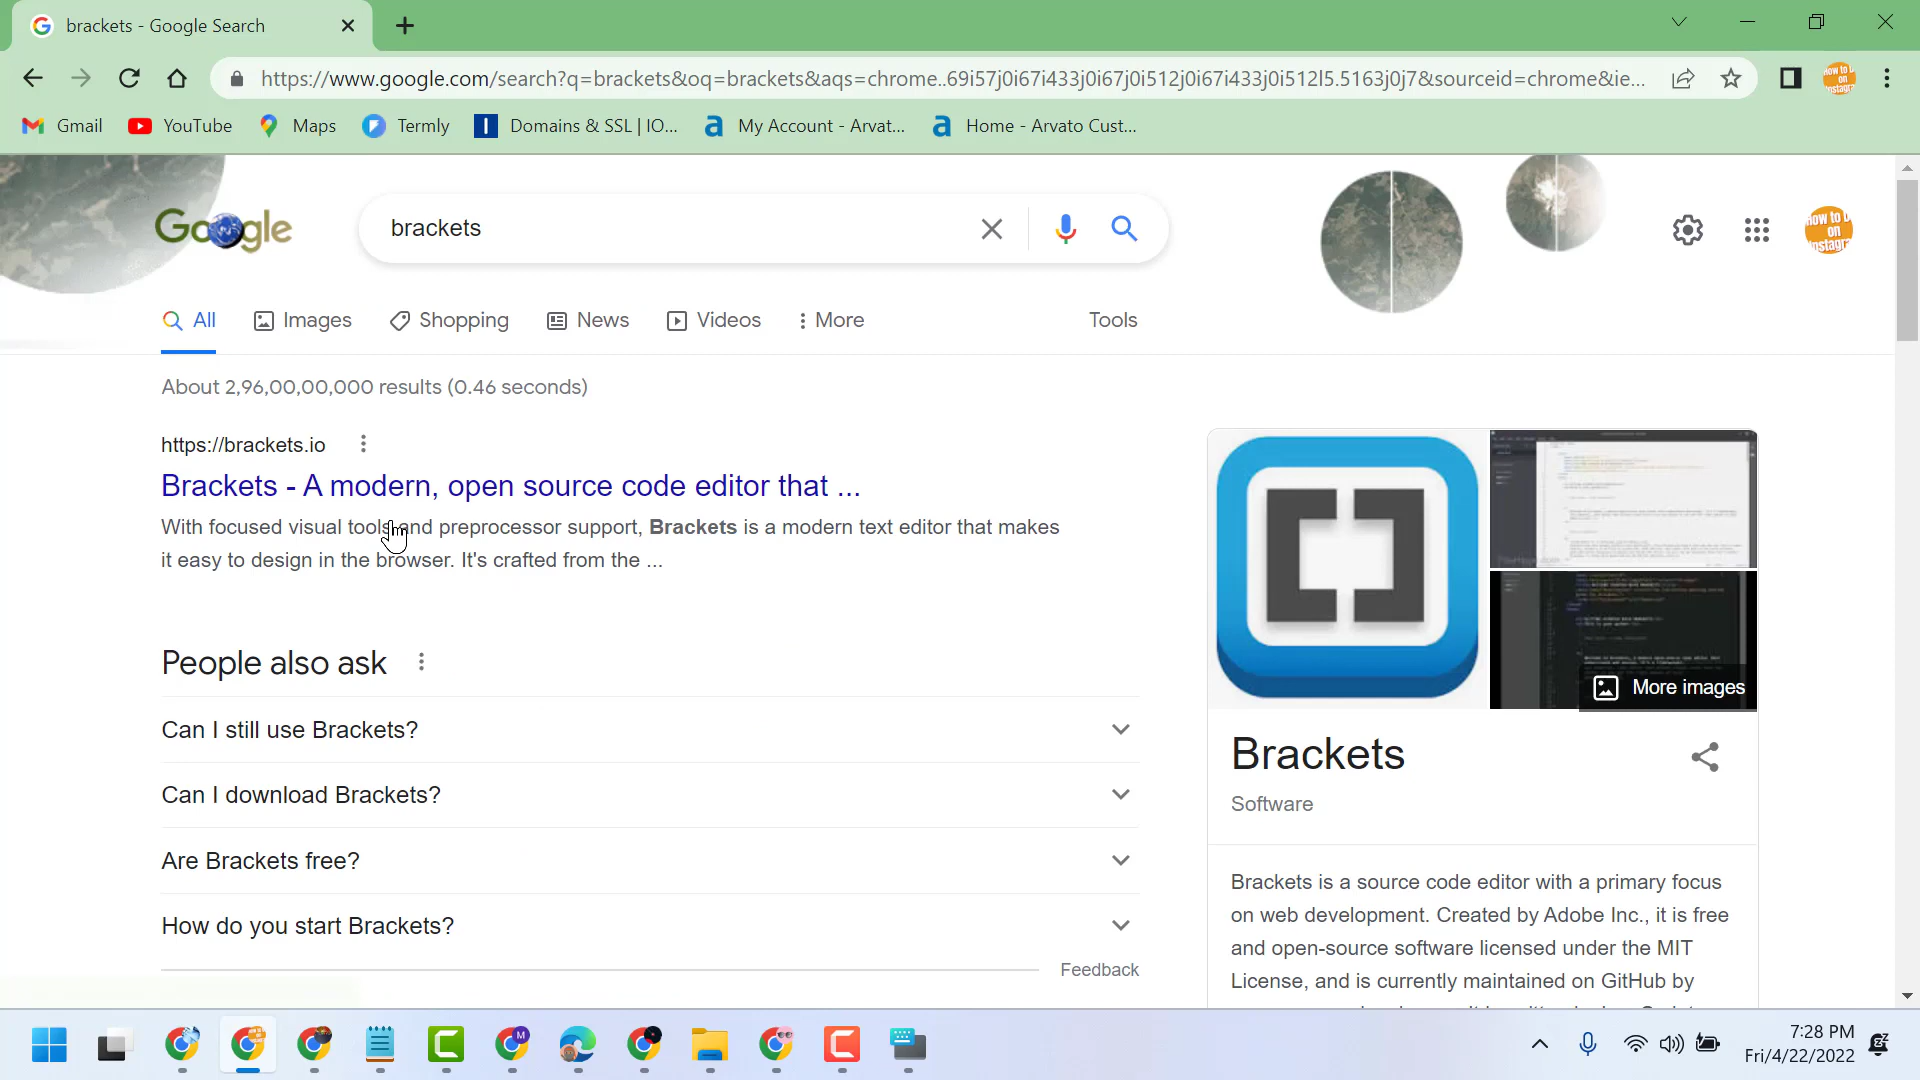 brackets - Google Search
https://www.google.com/search?q=brackets&oq=brackets&aqs=chrome..69i57j0i67i433j0i67j0i512j0i67i433j0i512l5.5163j0j7&sourceid=chrome&ie...
Gmail
YouTube
Maps
Termly
Domains & SSL | IO...
My Account - Arvat...
Home - Arvato Cust...
Google
brackets
All
Images
Shopping
News
Videos
More
Tools
About 2,96,00,00,000 results (0.46 seconds)
https://brackets.io
Brackets - A modern, open source code editor that ...
With focused visual tools and preprocessor support, Brackets is a modern text editor that makes
it easy to design in the browser. It's crafted from the ...
People also ask
Can I still use Brackets?
Can I download Brackets?
Are Brackets free?
How do you start Brackets?
Feedback
More images
Brackets
Software
Brackets is a source code editor with a primary focus
on web development. Created by Adobe Inc., it is free
and open-source software licensed under the MIT
License, and is currently maintained on GitHub by
7:28 PM
Fri/4/22/2022